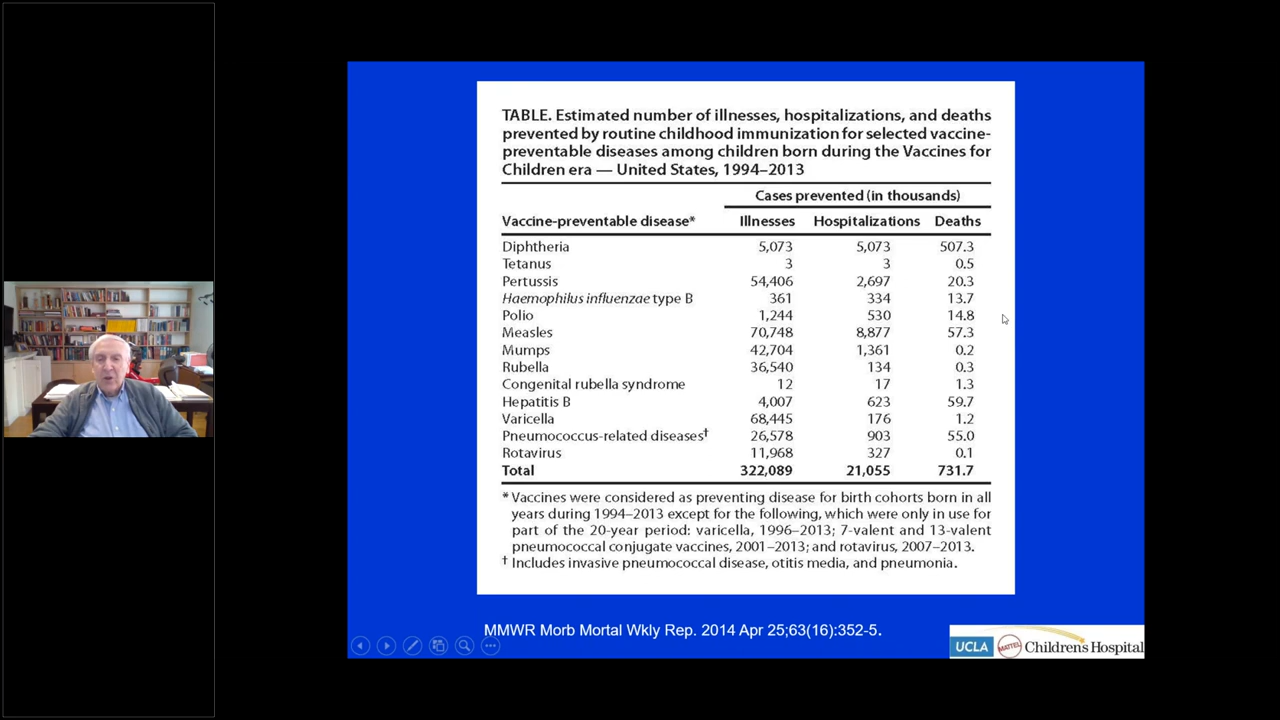 TABLE. Estimated number of illnesses, hospitalizations, and deaths
prevented by routine childhood immunization for selected vaccine-
preventable diseases among children born during the Vaccines for
Children era — United States, 1994–2013
Cases prevented (in thousands)
Vaccine-preventable disease* Illnesses Hospitalizations Deaths
Diphtheria 5,073 5,073 507.3
Tetanus 3 3 0.5
Pertussis 54,406 2,697 20.3
Haemophilus influenzae type B 361 334 13.7
Polio 1,244 530 14.8
Measles 70,748 8,877 57.3
Mumps 42,704 1,361 0.2
Rubella 36,540 134 0.3
Congenital rubella syndrome 12 17 1.3
Hepatitis B 4,007 623 59.7
Varicella 68,445 176 1.2
Pneumococcus-related diseases† 26,578 903 55.0
Rotavirus 11,968 327 0.1
Total 322,089 21,055 731.7
* Vaccines were considered as preventing disease for birth cohorts born in all
years during 1994–2013 except for the following, which were only in use for
part of the 20-year period: varicella, 1996–2013; 7-valent and 13-valent
pneumococcal conjugate vaccines, 2001–2013; and rotavirus, 2007–2013.
† Includes invasive pneumococcal disease, otitis media, and pneumonia.
MMWR Morb Mortal Wkly Rep. 2014 Apr 25;63(16):352-5.
UCLA MATTEL Children's Hospital